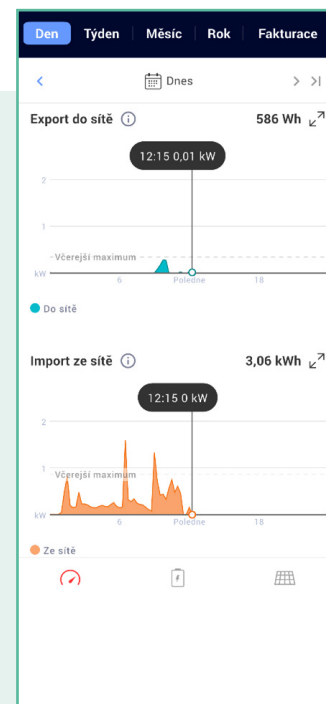 Den Týden Měsíc Rok Fakturace
Dnes
Export do sítě 586 Wh
12:15 0,01 kW
2
1
Včerejší maximum
kW
6 Poledne 18
Do sítě
Import ze sítě 3,06 kWh
12:15 0 kW
2
1
Včerejší maximum
kW
6 Poledne 18
Ze sítě